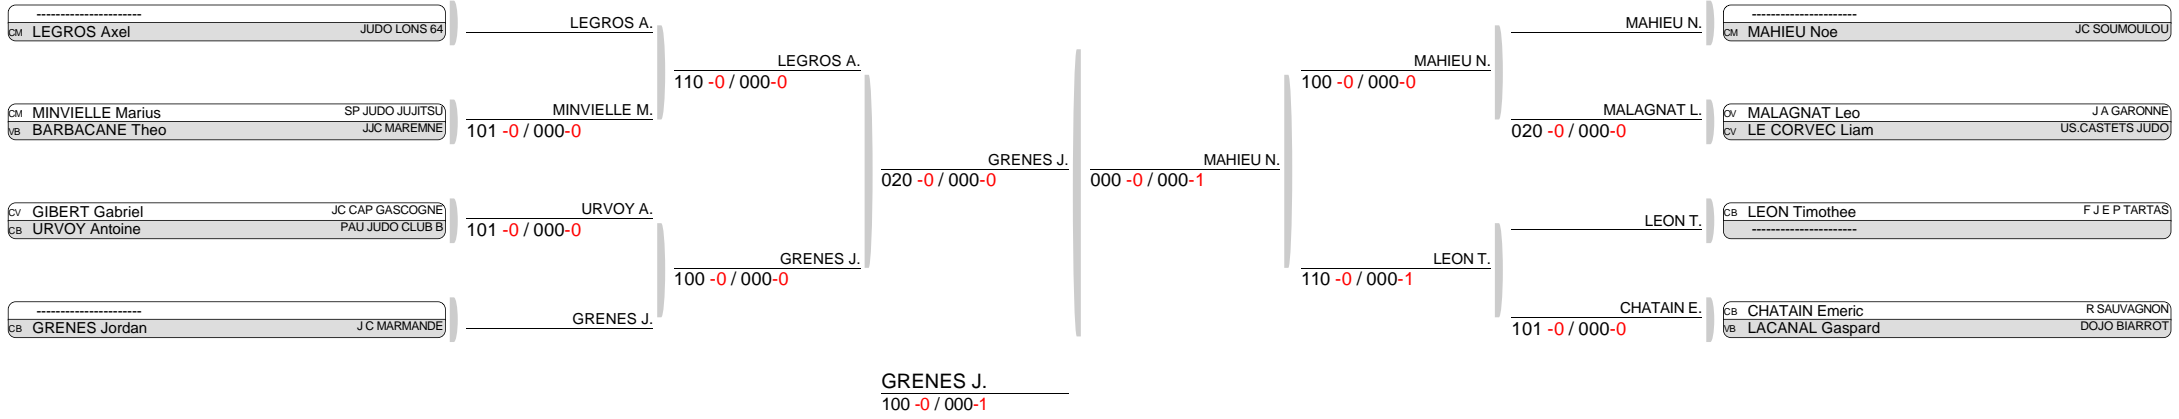 ----------------------
CM LEGROS Axel JUDO LONS 64
LEGROS A.
LEGROS A.
110 -0 / 000-0
CM MINVIELLE Marius SP JUDO JUJITSU
VB BARBACANE Theo JJC MAREMNE
MINVIELLE M.
101 -0 / 000-0
GRENES J.
020 -0 / 000-0
CV GIBERT Gabriel JC CAP GASCOGNE
CB URVOY Antoine PAU JUDO CLUB B
URVOY A.
101 -0 / 000-0
GRENES J.
100 -0 / 000-0
----------------------
CB GRENES Jordan J C MARMANDE
GRENES J.
GRENES J.
100 -0 / 000-1
MAHIEU N.
000 -0 / 000-1
MAHIEU N.
100 -0 / 000-0
MAHIEU N.
----------------------
CM MAHIEU Noe JC SOUMOULOU
MALAGNAT L.
020 -0 / 000-0
OV MALAGNAT Leo J A GARONNE
CV LE CORVEC Liam US.CASTETS JUDO
LEON T.
110 -0 / 000-1
LEON T.
CB LEON Timothee F J E P TARTAS
----------------------
CHATAIN E.
101 -0 / 000-0
CB CHATAIN Emeric R SAUVAGNON
VB LACANAL Gaspard DOJO BIARROT